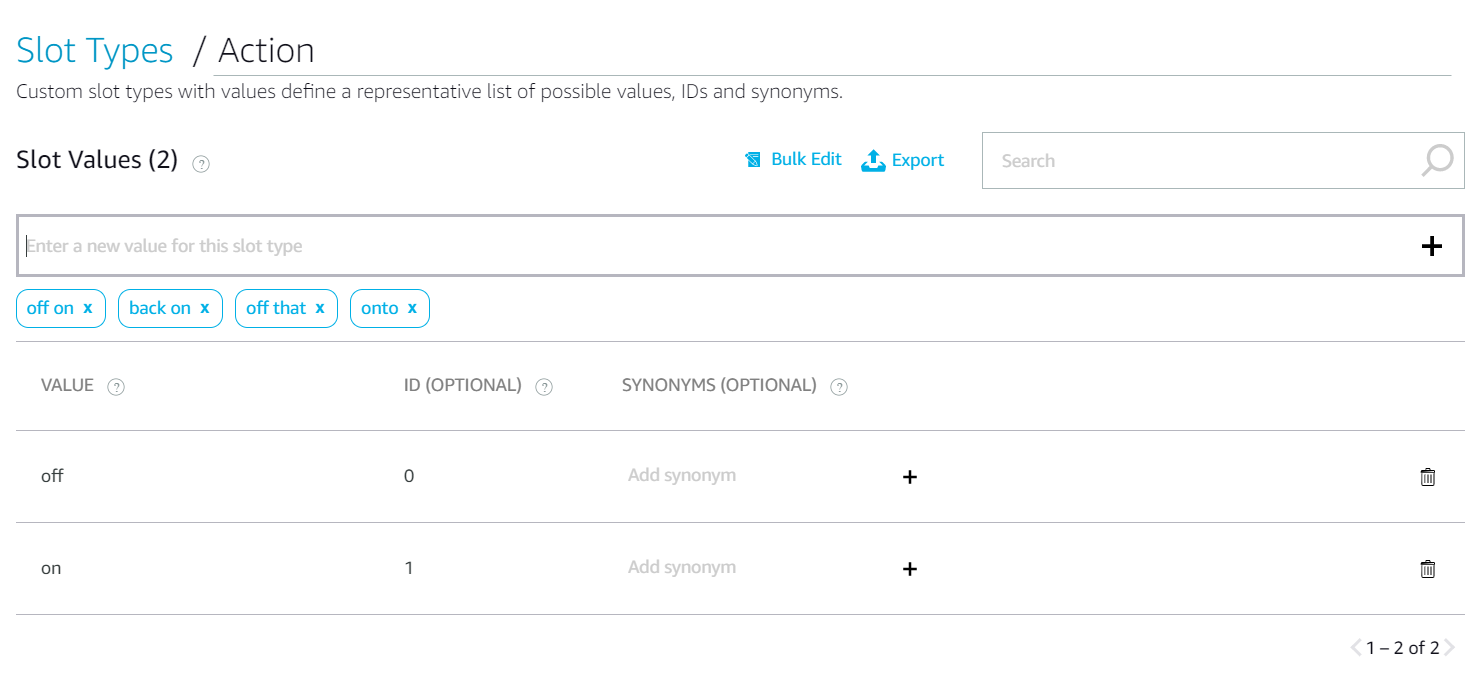 Slot Types / Action
Custom slot types with values define a representative list of possible values, IDs and synonyms.
Slot Values (2) ? Bulk Edit Export Search
Enter a new value for this slot type
off on x back on x off that x onto x
VALUE ? ID (OPTIONAL) ? SYNONYMS (OPTIONAL) ?
off 0 Add synonym +
on 1 Add synonym +
1 – 2 of 2